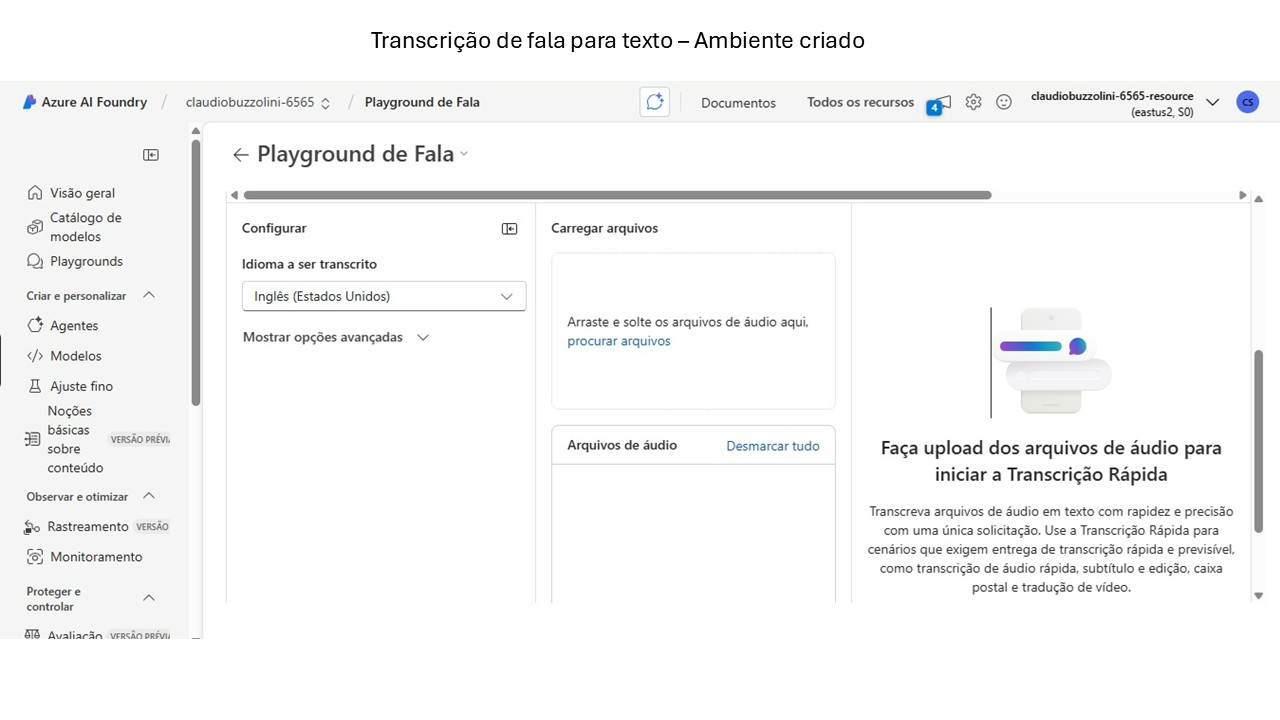 Transcrição de fala para texto – Ambiente criado
Azure AI Foundry / claudiobuzzolini-6565 / Playground de Fala
Documentos
Todos os recursos
4
claudiobuzzolini-6565-resource
(eastus2, S0)
CS
Visão geral
Catálogo de
modelos
Playgrounds
Criar e personalizar
Agentes
Modelos
Ajuste fino
Noções
básicas
sobre
conteúdo
VERSÃO PRÉVI
Observar e otimizar
Rastreamento VERSÃO
Monitoramento
Proteger e
controlar
Avaliação VERSÃO PRÉVI
Playground de Fala
Configurar
Idioma a ser transcrito
Inglês (Estados Unidos)
Mostrar opções avançadas
Carregar arquivos
Arraste e solte os arquivos de áudio aqui,
procurar arquivos
Arquivos de áudio
Desmarcar tudo
Faça upload dos arquivos de áudio para
iniciar a Transcrição Rápida
Transcreva arquivos de áudio em texto com rapidez e precisão
com uma única solicitação. Use a Transcrição Rápida para
cenários que exigem entrega de transcrição rápida e previsível,
como transcrição de áudio rápida, subtítulo e edição, caixa
postal e tradução de vídeo.